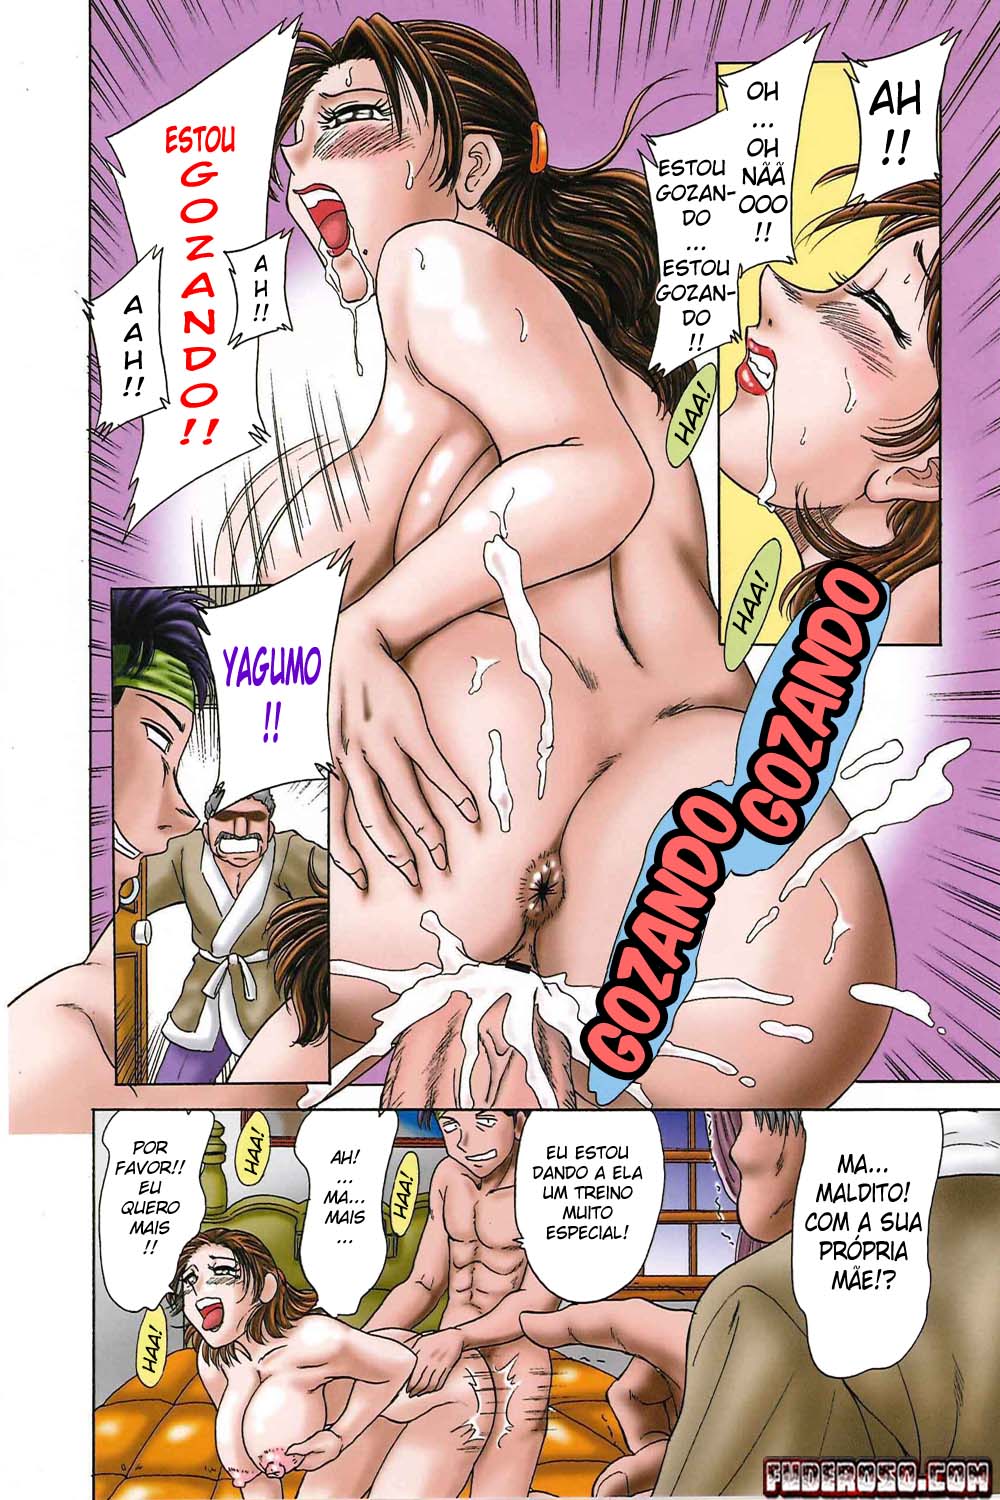 AH
!!
OH
...
OH
NÃÃ
OOO
!!
ESTOU
GOZAN-
DO
...
ESTOU
GOZAN-
DO
!!
HAA!
HAA!
ESTOU
GOZANDO!!
AH!!
AAH!!
GOZANDO
GOZANDO
YAGUMO
!!
MA...
MALDITO!
COM A SUA
PRÓPRIA
MÃE!?
EU ESTOU
DANDO A ELA
UM TREINO
MUITO
ESPECIAL!
AH!
...
MA...
MAIS
...
HAA!
HAA!
POR
FAVOR!!
EU
QUERO
MAIS
!!
HAA!
FUDEROSO.COM